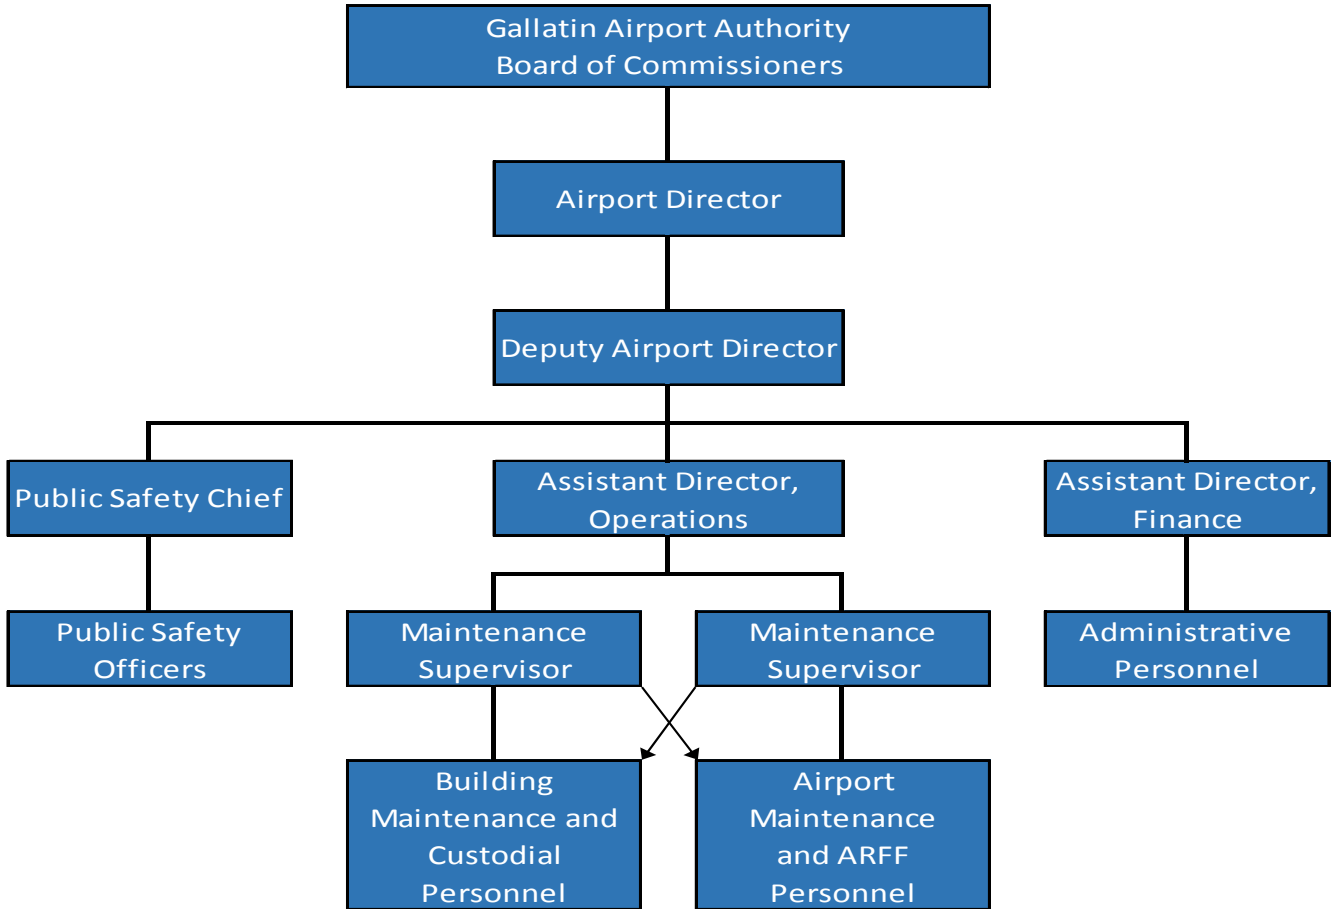 Gallatin Airport Authority
Board of Commissioners
Airport Director
Deputy Airport Director
Public Safety Chief
Assistant Director,
Operations
Assistant Director,
Finance
Public Safety
Officers
Maintenance
Supervisor
Maintenance
Supervisor
Administrative
Personnel
Building
Maintenance and
Custodial
Personnel
Airport
Maintenance
and ARFF
Personnel